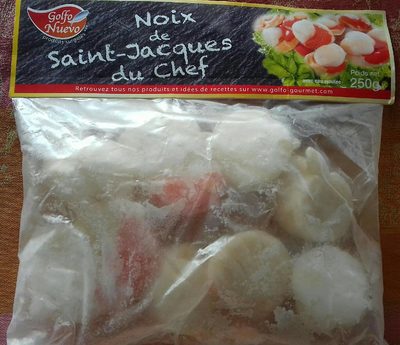 Golfo
Nuevo
Noix
de
Saint-Jacques
du Chef
Poids net
250g
Retrouvez tous nos produits et idées de recettes sur www.golfo-gourmet.com